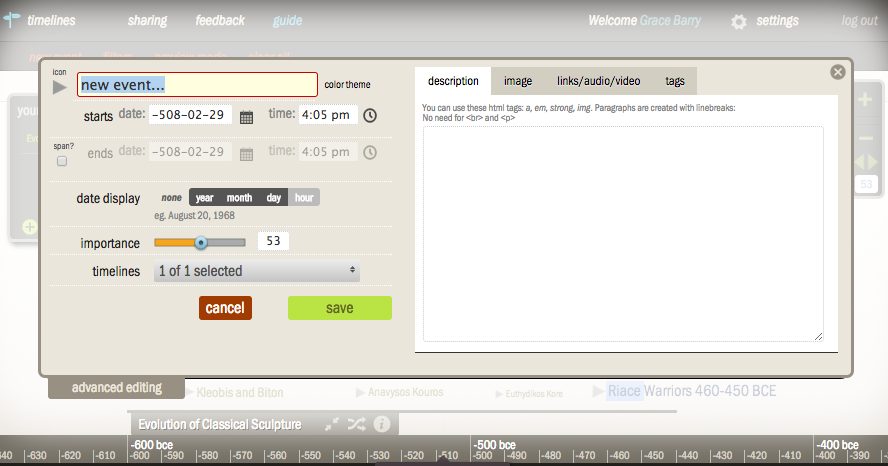 timelines sharing feedback guide Welcome Grace Barry settings log out
icon
new event... color theme
description image links/audio/video tags
You can use these html tags: a, em, strong, img. Paragraphs are created with linebreaks:
No need for <br> and <p>
starts date: -508-02-29 time: 4:05 pm
span?
ends date: -508-02-29 time: 4:05 pm
date display none year month day hour
eg. August 20, 1968
importance 53
timelines 1 of 1 selected
cancel save
your
53
advanced editing
Kleobis and Biton Anavysos Kouros Euthydikos Kore Riace Warriors 460-450 BCE
Evolution of Classical Sculpture
-600 bce -500 bce -400 bce
640 -630 -620 -610 -590 -580 -570 -560 -550 -540 -530 -520 -510 -490 -480 -470 -460 -450 -440 -430 -420 -410 -390